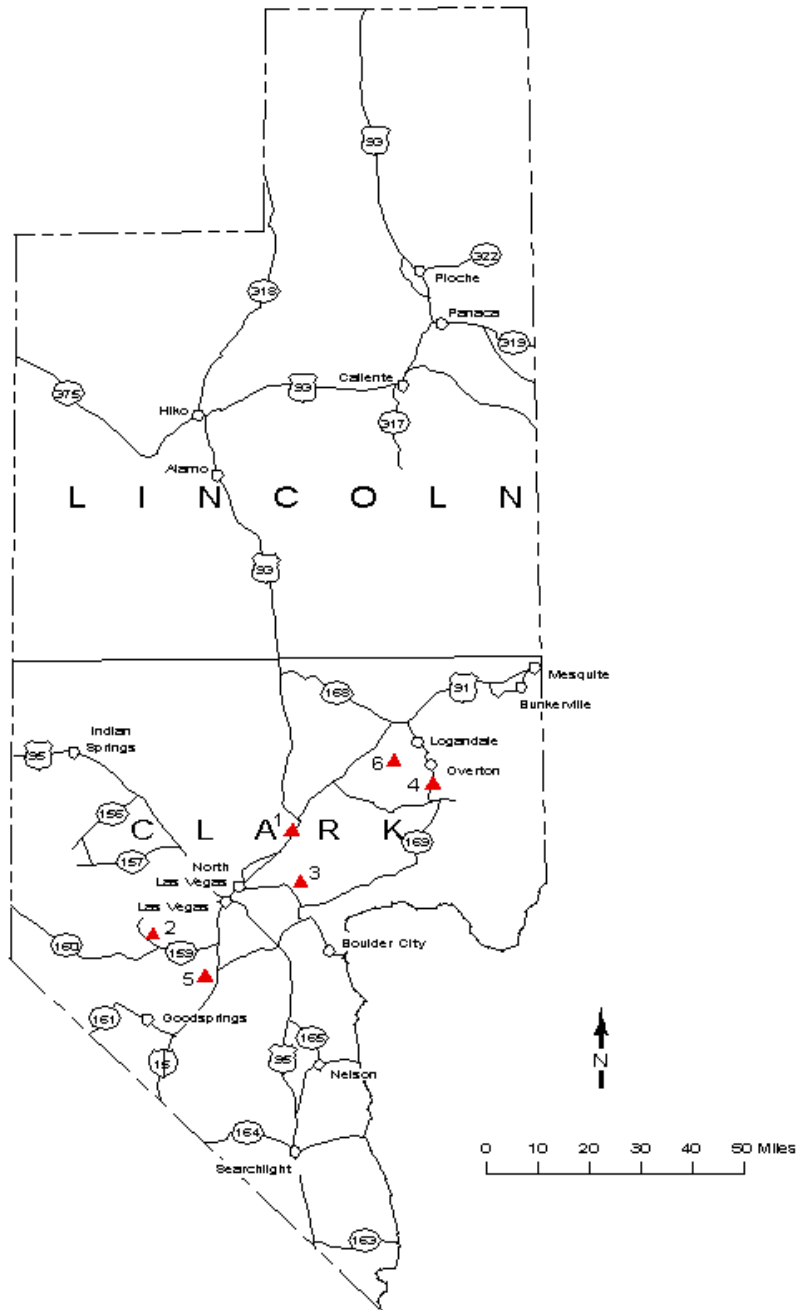 93
322
Pioche
318
Panaca
319
Caliente
93
375
Hiko
317
Alamo
L I N C O L N
93
Mesquite
168
91
Bunkerville
Indian
Springs
95
Logandale
6
Overton
4
156
1
C L A R K
157
169
North
Las Vegas
3
Las Vegas
2
160
159
Boulder City
5
161
Goodsprings
165
15
95
N
Nelson
164
0 10 20 30 40 50 Miles
Searchlight
163